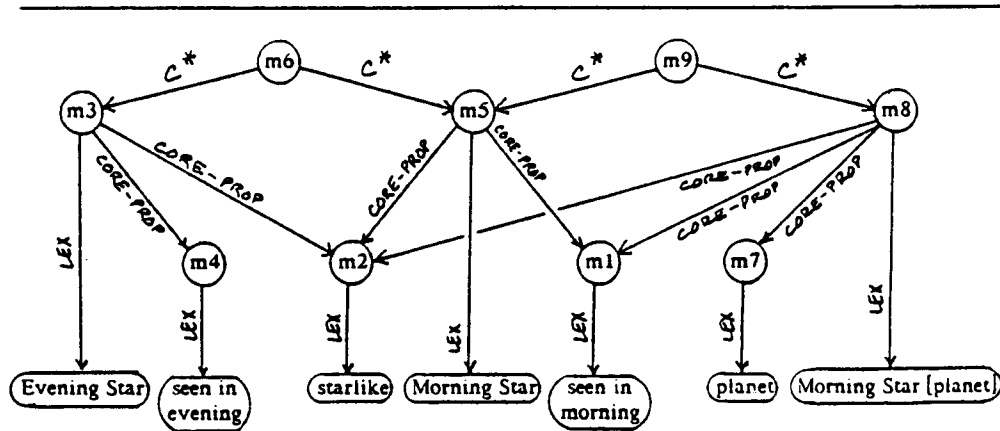 m6 m9
C* C* C* C*
m3 m5 m8
CORE-PROP CORE-PROP CORE-PROP CORE-PROP CORE-PROP CORE-PROP CORE-PROP
m4 m2 m1 m7
LEX LEX LEX LEX LEX LEX LEX
Evening Star seen in starlike Morning Star seen in planet Morning Star [planet]
evening morning